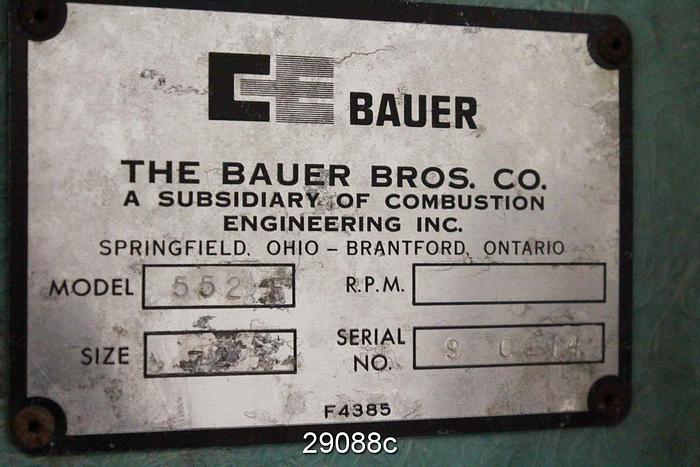 CE BAUER
THE BAUER BROS. CO.
A SUBSIDIARY OF COMBUSTION
ENGINEERING INC.
SPRINGFIELD, OHIO – BRANTFORD, ONTARIO
MODEL 552
R.P.M.
SIZE
SERIAL
NO.
F4385
29088c